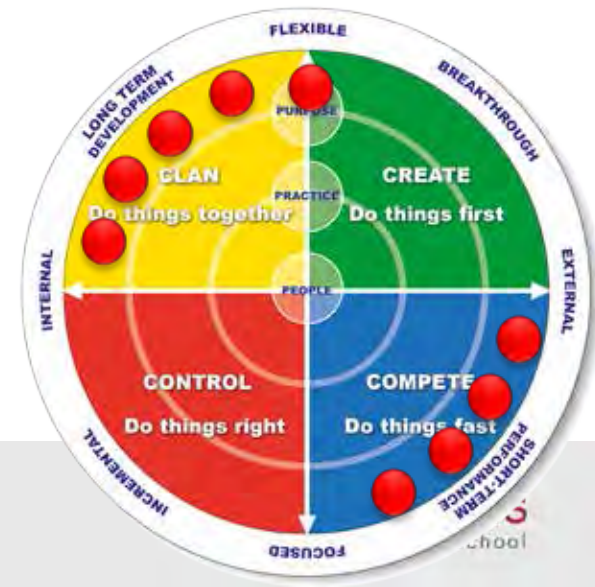 FLEXIBLE
LONG TERM
DEVELOPMENT
BREAKTHROUGH
PURPOSE
CLAN
Do things together
PRACTICE
CREATE
Do things first
INTERNAL
PEOPLE
EXTERNAL
CONTROL
Do things right
COMPETE
Do things fast
INCREMENTAL
SHORT-TERM
PERFORMANCE
FOCUSED